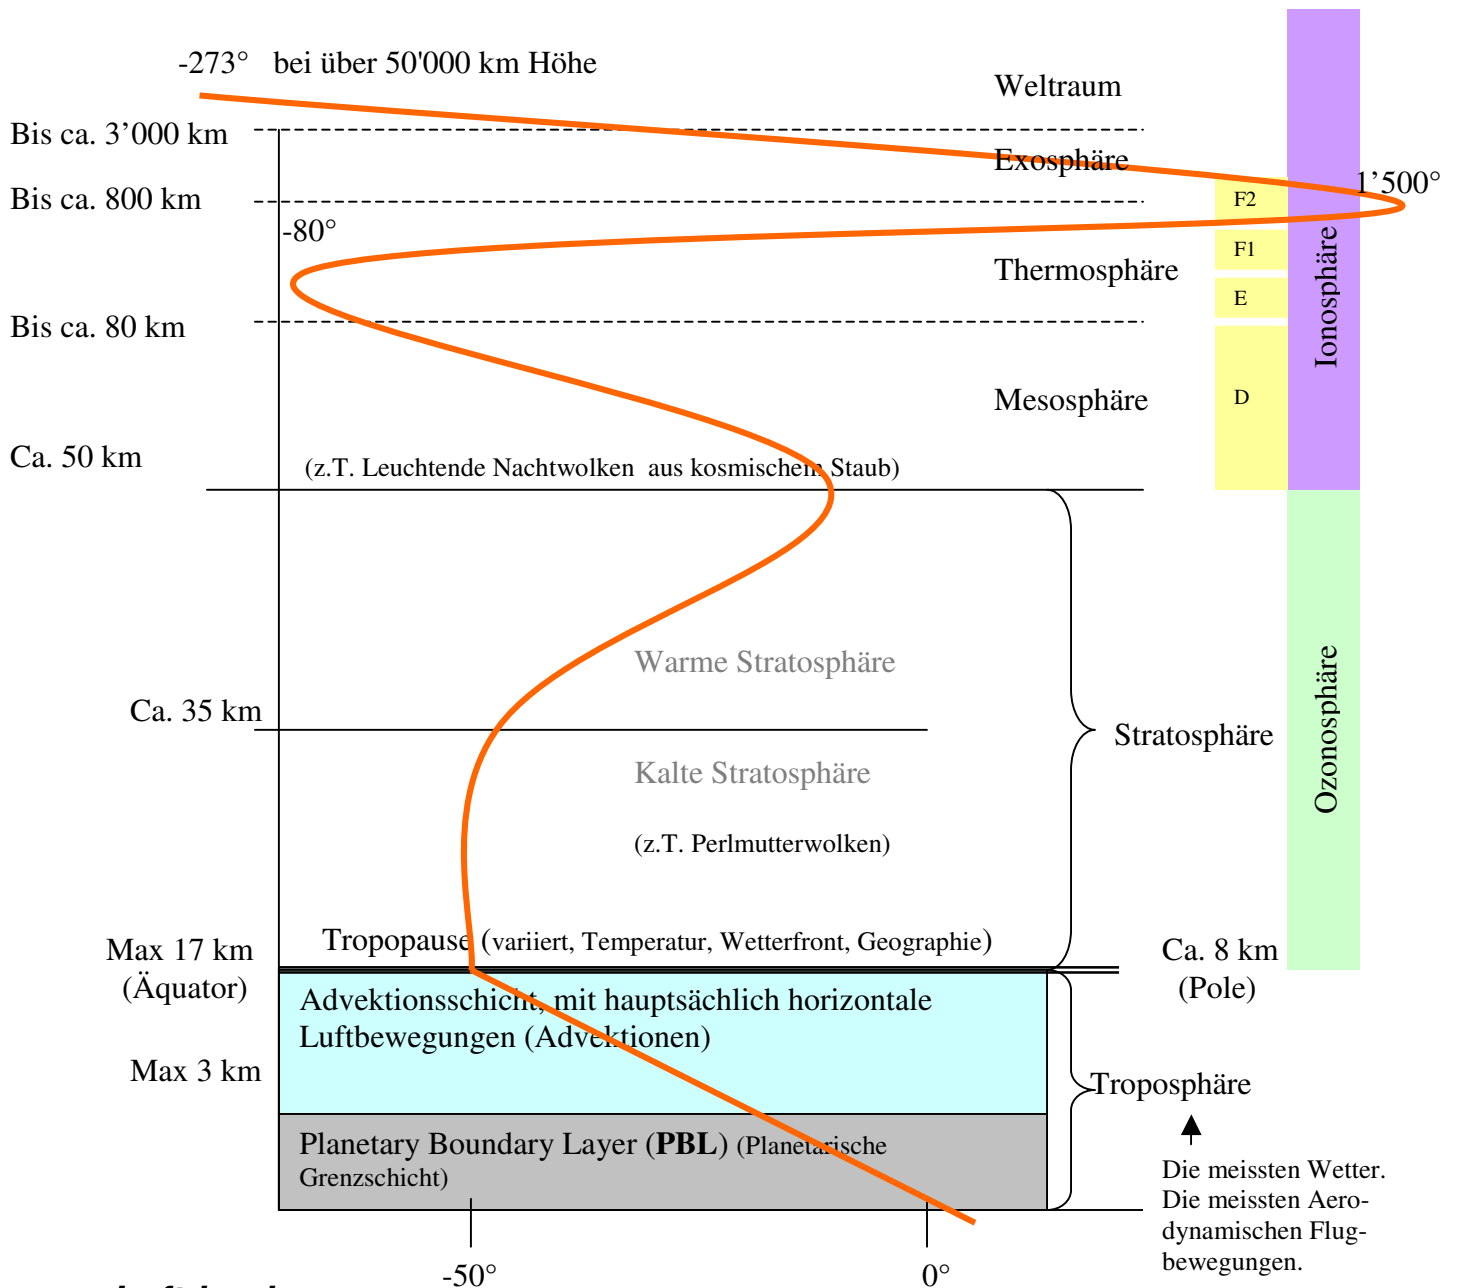 -273° bei über 50'000 km Höhe
Weltraum
Bis ca. 3’000 km
Exosphäre
1’500°
Bis ca. 800 km
F2
-80°
F1
Thermosphäre
Ionosphäre
E
Bis ca. 80 km
Mesosphäre
D
Ca. 50 km
(z.T. Leuchtende Nachtwolken aus kosmischem Staub)
Warme Stratosphäre
Ca. 35 km
Stratosphäre
Ozonosphäre
Kalte Stratosphäre
(z.T. Perlmutterwolken)
Tropopause (variiert, Temperatur, Wetterfront, Geographie)
Max 17 km
(Äquator)
Ca. 8 km
(Pole)
Advektionsschicht, mit hauptsächlich horizontale
Luftbewegungen (Advektionen)
Max 3 km
Troposphäre
Planetary Boundary Layer (PBL) (Planetarische
Grenzschicht)
Die meissten Wetter.
Die meissten Aero-
dynamischen Flug-
bewegungen.
-50°
0°